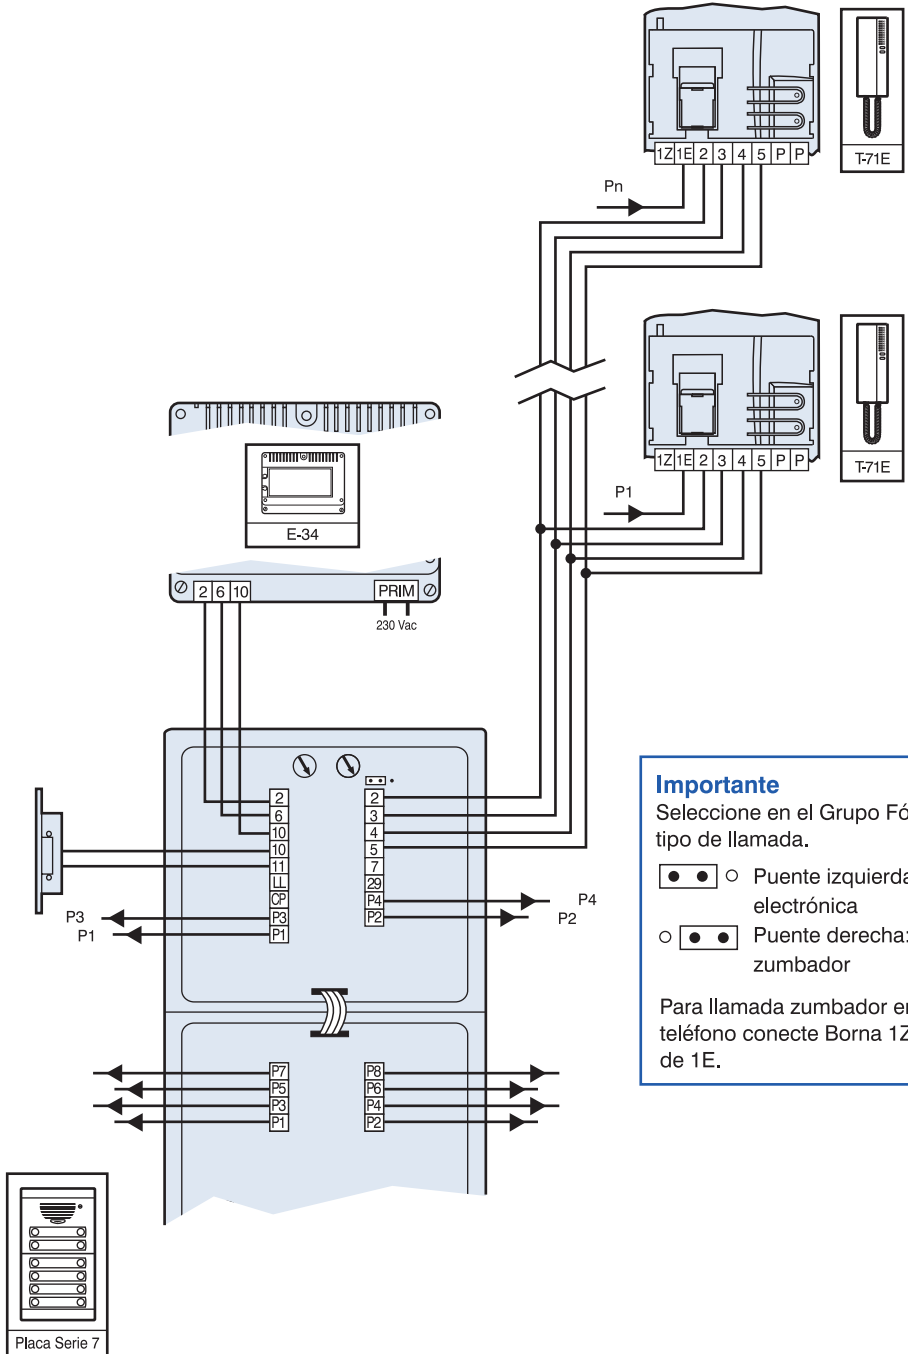 1Z 1E 2 3 4 5 P P
T-71E
Pn
1Z 1E 2 3 4 5 P P
T-71E
P1
E-34
2 6 10
PRIM
230 Vac
2
6
10
10
11
LL
CP
P3
P1
2
3
4
5
7
29
P4
P2
P3
P1
P4
P2
P7
P5
P3
P1
P8
P6
P4
P2
Placa Serie 7
Importante
Seleccione en el Grupo
tipo de llamada.
Puente izquierda
electrónica
Puente derecha:
zumbador
Para llamada zumbador
teléfono conecte Borna 1Z
de 1E.